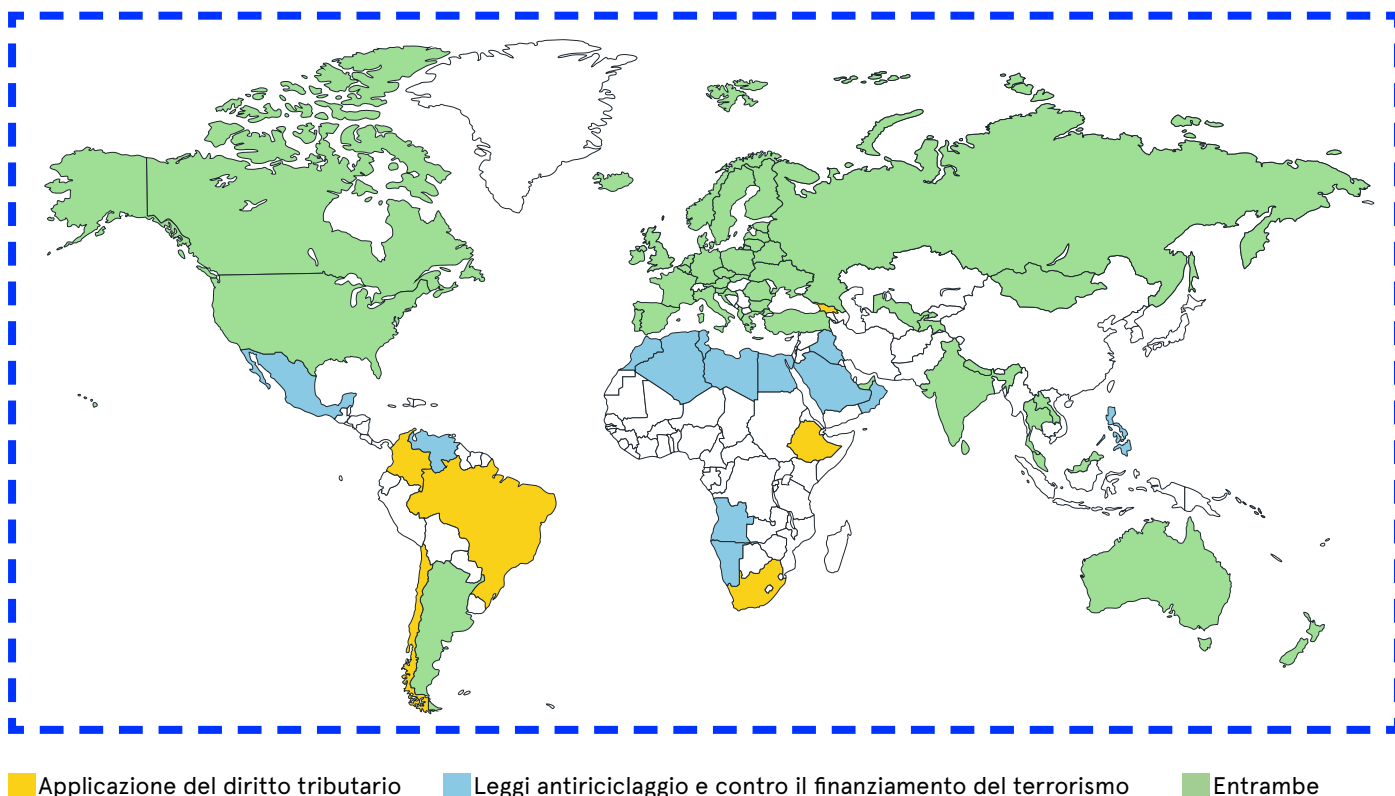 Applicazione del diritto tributario
Leggi antiriciclaggio e contro il finanziamento del terrorismo
Entrambe